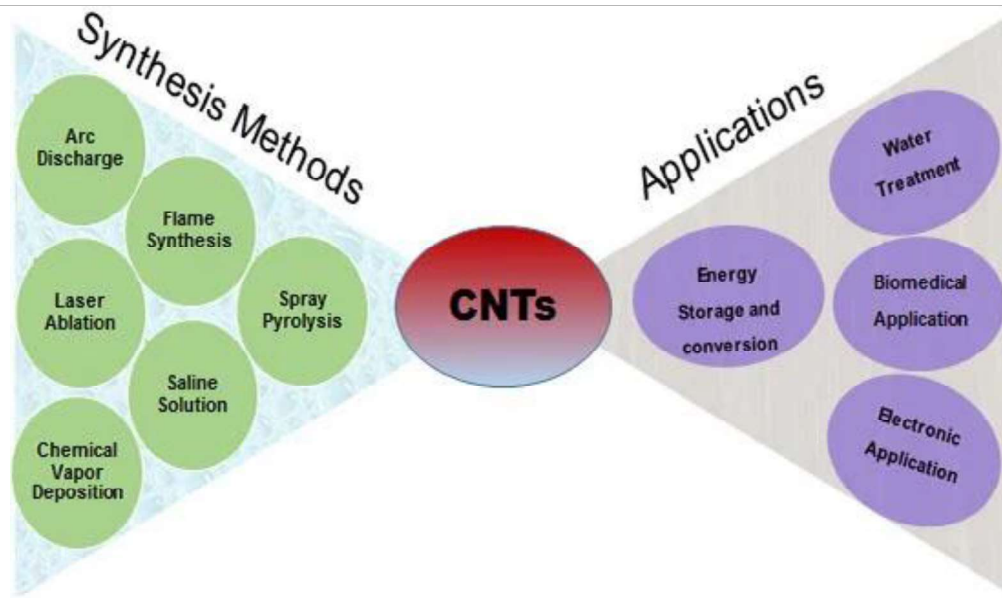 Synthesis Methods
Arc
Discharge
Flame
Synthesis
Laser
Ablation
Spray
Pyrolysis
Saline
Solution
Chemical
Vapor
Deposition
CNTs
Applications
Water
Treatment
Energy
Storage and
conversion
Biomedical
Application
Electronic
Application